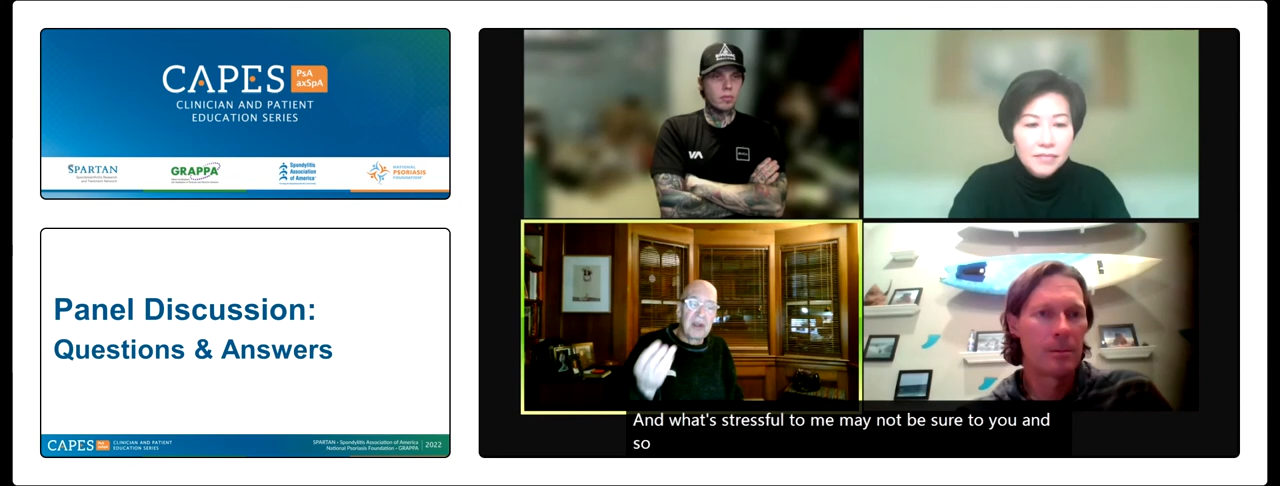 CAPES
PsA
axSpA
CLINICIAN AND PATIENT
EDUCATION SERIES
SPARTAN
GRAPPA
Spondylitis
Association
of America
NATIONAL
PSORIASIS
FOUNDATION
Panel Discussion:
Questions & Answers
CAPES
CLINICIAN AND PATIENT
EDUCATION SERIES
SPARTAN • Spondylitis Association of America
National Psoriasis Foundation • GRAPPA
2022
VA
And what's stressful to me may not be sure to you and
so